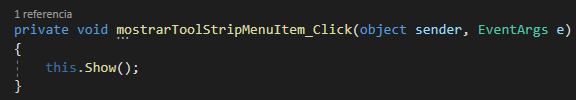 1 referencia
private void mostrarToolStripMenuItem_Click(object sender, EventArgs e)
{
this.Show();
}